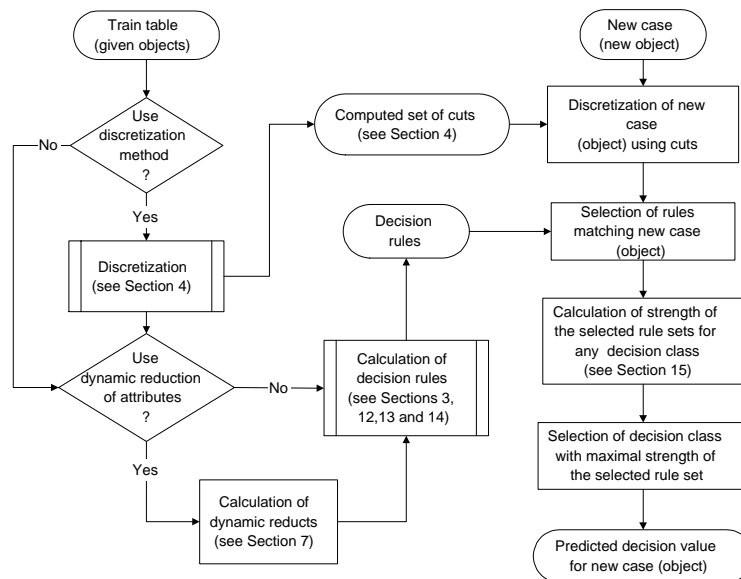 Train table
(given objects)
Use
discretization
method
?
No
Yes
Discretization
(see Section 4)
Use
dynamic reduction
of attributes
?
No
Yes
Calculation of
dynamic reducts
(see Section 7)
Computed set of cuts
(see Section 4)
Decision
rules
Calculation of
decision rules
(see Sections 3,
12,13 and 14)
New case
(new object)
Discretization of new
case
(object) using cuts
Selection of rules
matching new case
(object)
Calculation of strength of
the selected rule sets for
any decision class
(see Section 15)
Selection of decision class
with maximal strength of
the selected rule set
Predicted decision value
for new case (object)